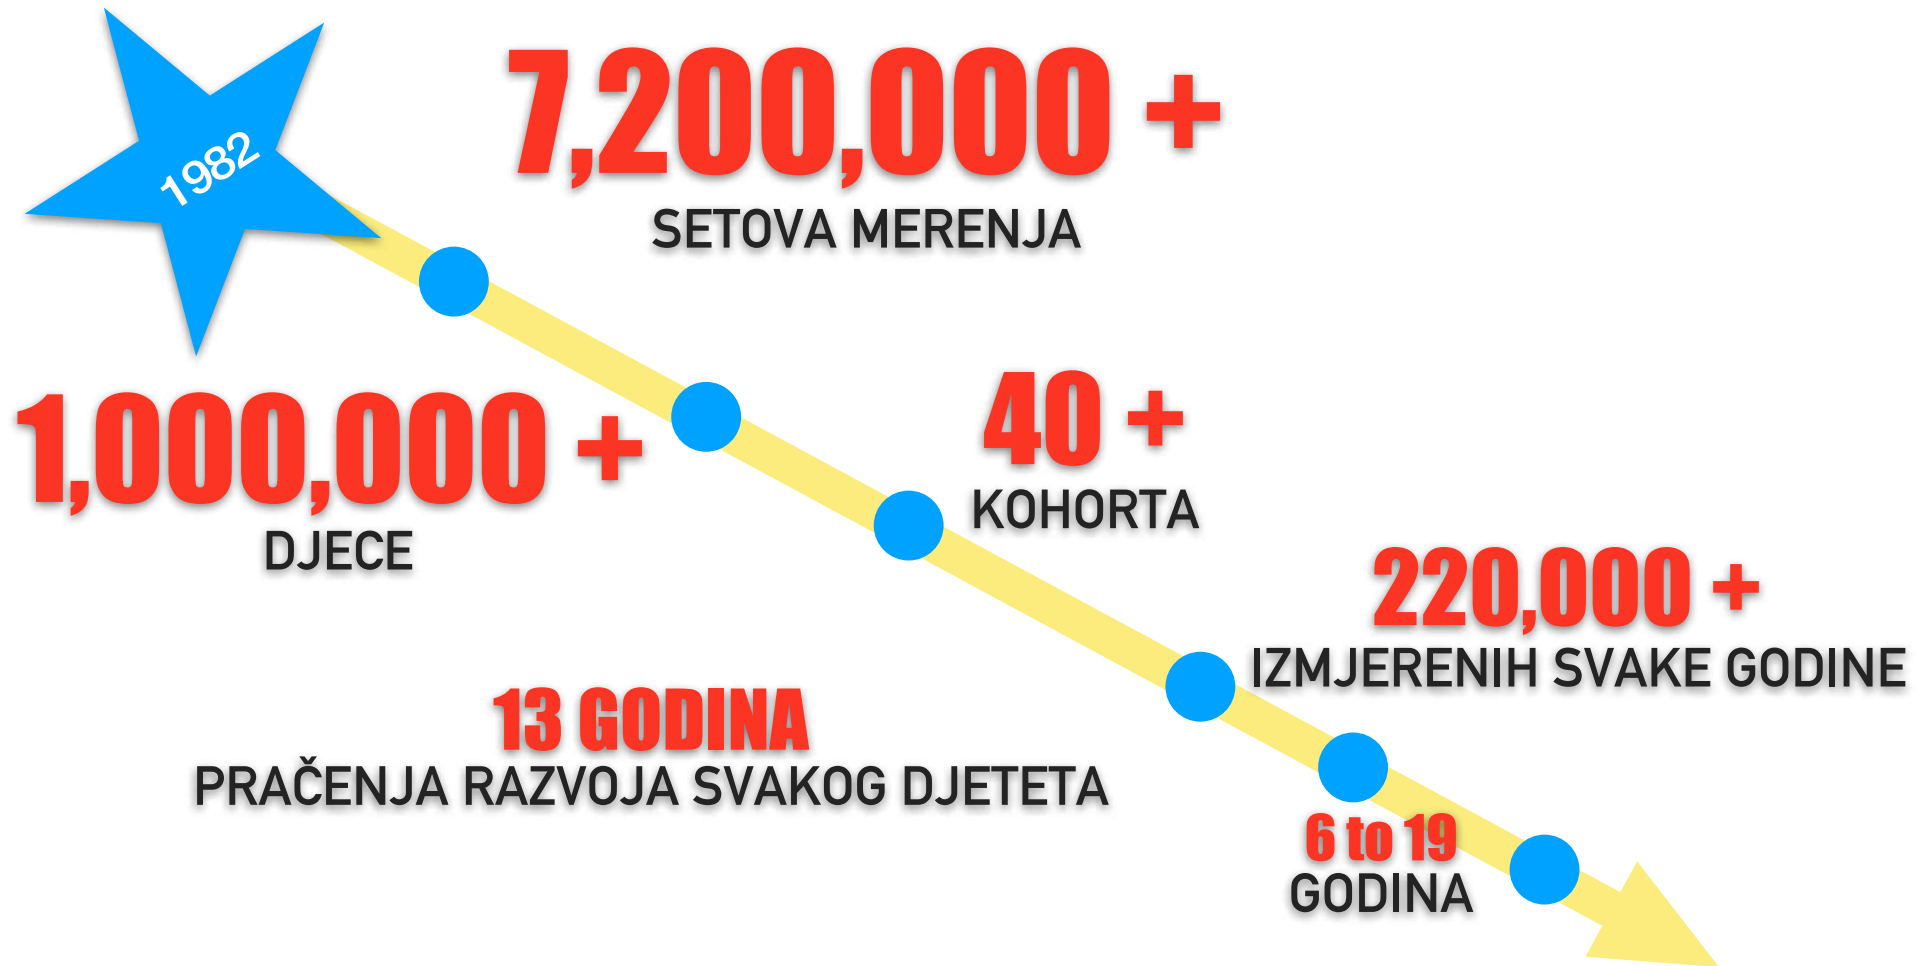 1982
7,200,000 +
SETOVA MERENJA
1,000,000 +
DJECE
40 +
KOHORTA
220,000 +
IZMJERENIH SVAKE GODINE
13 GODINA
PRAČENJA RAZVOJA SVAKOG DJETETA
6 to 19
GODINA